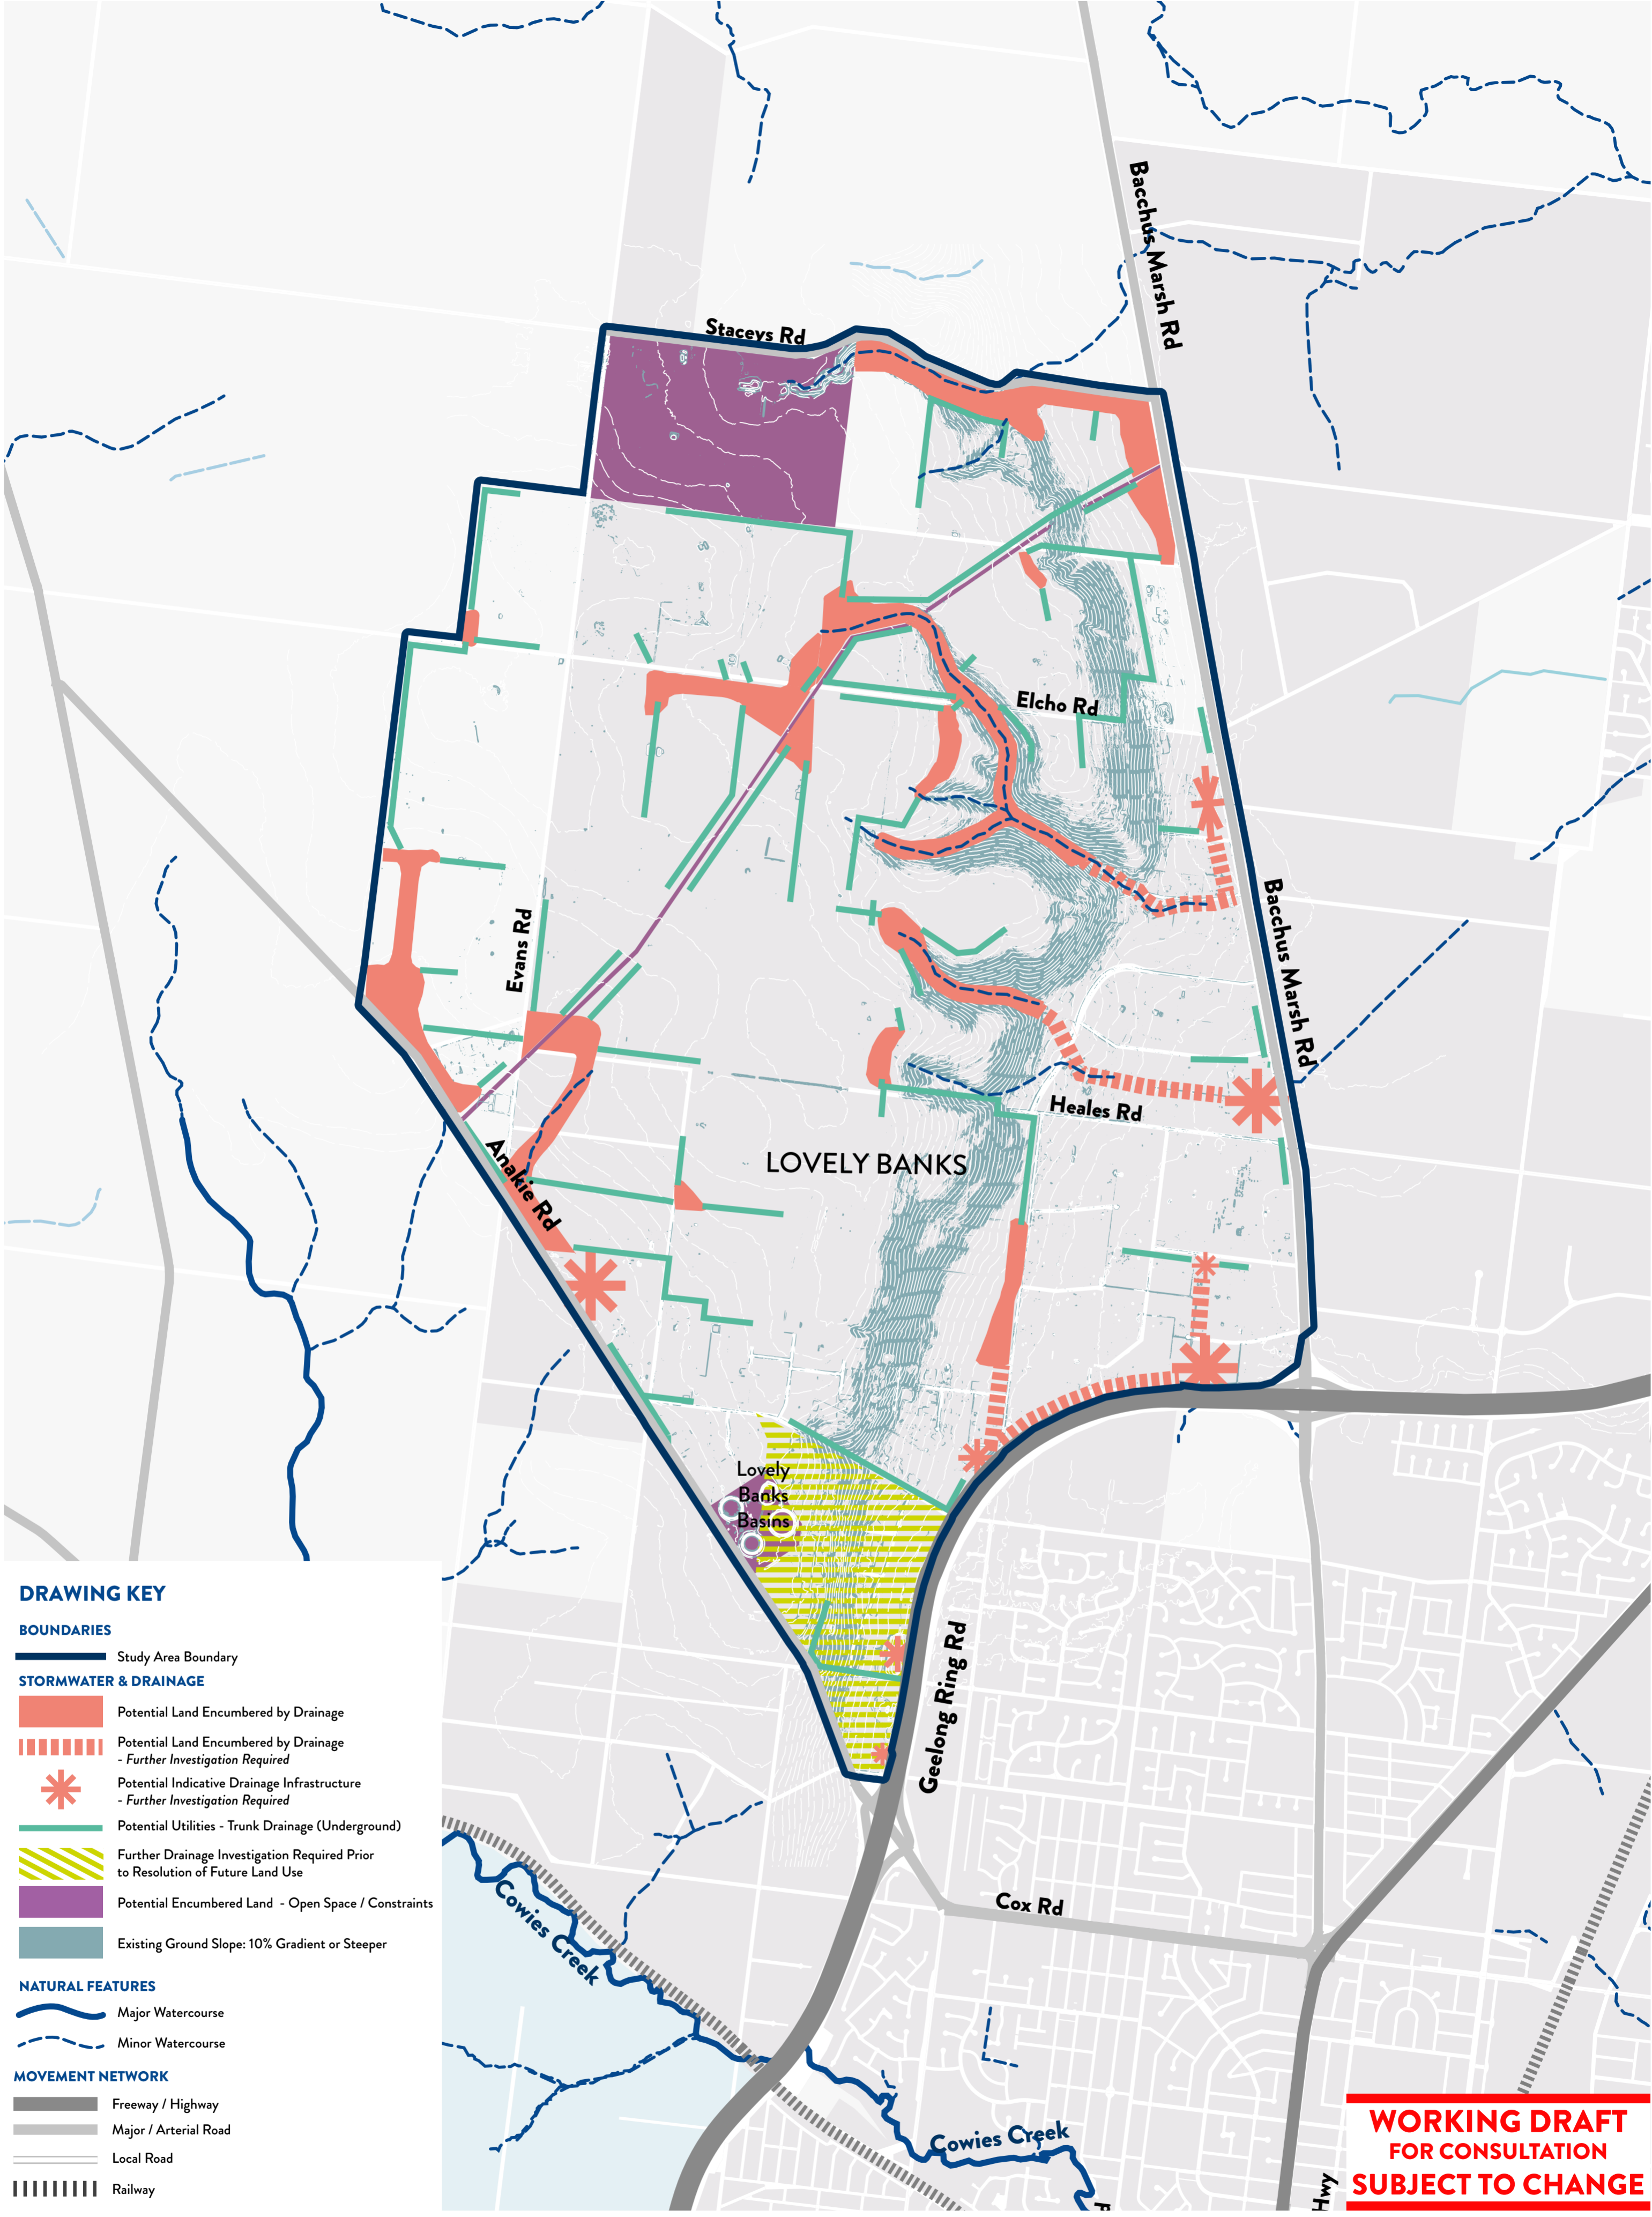 Bacchus Marsh Rd
Staceys Rd
Elcho Rd
Evans Rd
Bacchus Marsh Rd
Heales Rd
LOVELY BANKS
Anakie Rd
Lovely
Banks
Basins
Geelong Ring Rd
Cox Rd
Cowies Creek
Cowies Creek
Hwy
DRAWING KEY
BOUNDARIES
Study Area Boundary
STORMWATER & DRAINAGE
Potential Land Encumbered by Drainage
Potential Land Encumbered by Drainage
- Further Investigation Required
Potential Indicative Drainage Infrastructure
- Further Investigation Required
Potential Utilities - Trunk Drainage (Underground)
Further Drainage Investigation Required Prior
to Resolution of Future Land Use
Potential Encumbered Land - Open Space / Constraints
Existing Ground Slope: 10% Gradient or Steeper
NATURAL FEATURES
Major Watercourse
Minor Watercourse
MOVEMENT NETWORK
Freeway / Highway
Major / Arterial Road
Local Road
Railway
WORKING DRAFT
FOR CONSULTATION
SUBJECT TO CHANGE